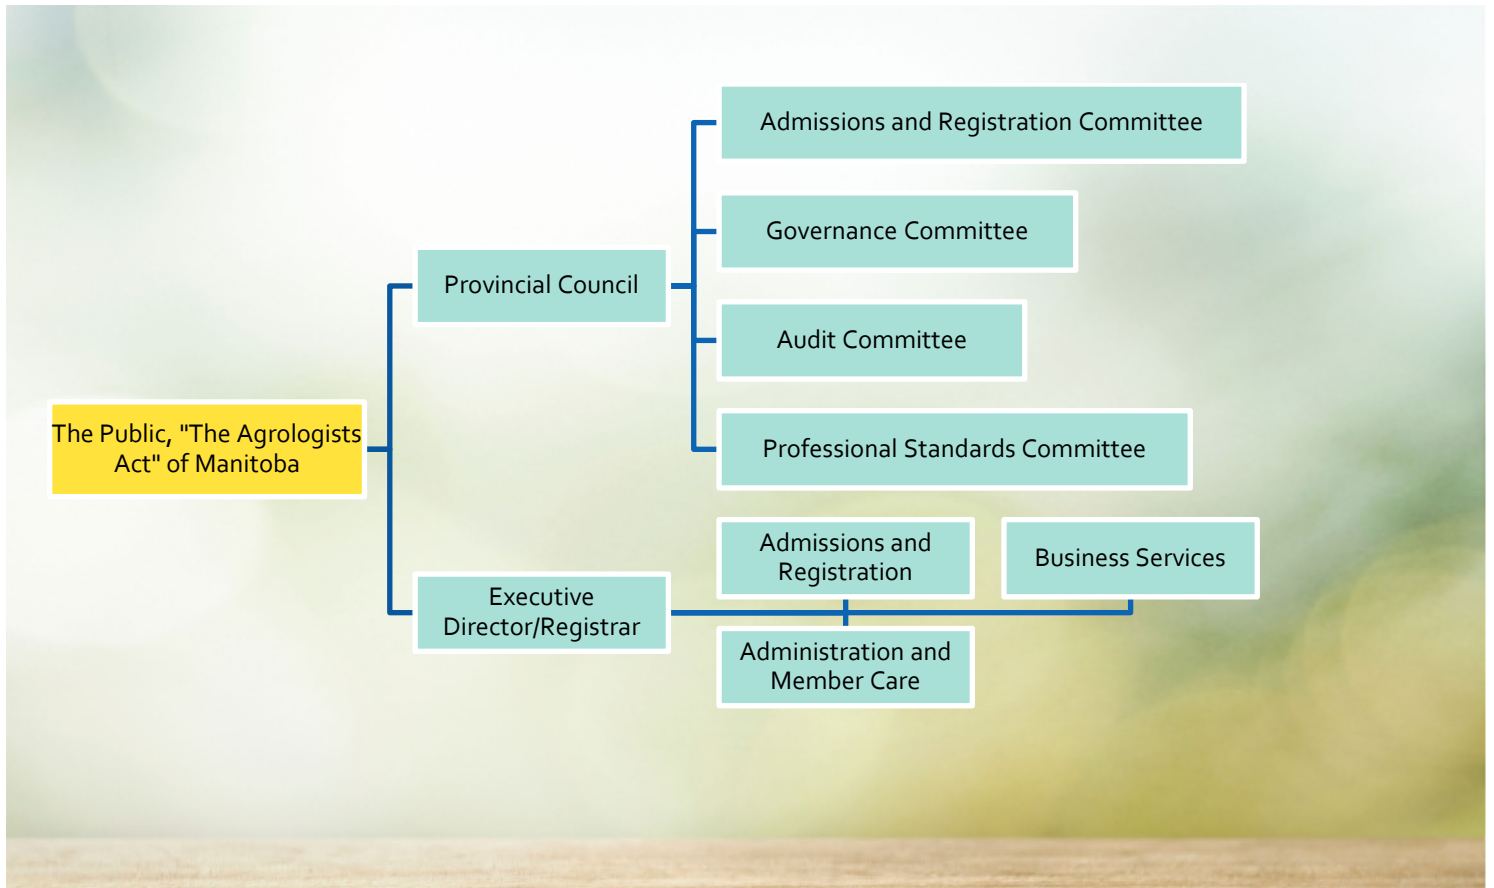 Admissions and Registration Committee
Governance Committee
Provincial Council
Audit Committee
The Public, "The Agrologists
Act" of Manitoba
Professional Standards Committee
Admissions and
Registration
Business Services
Executive
Director/Registrar
Administration and
Member Care